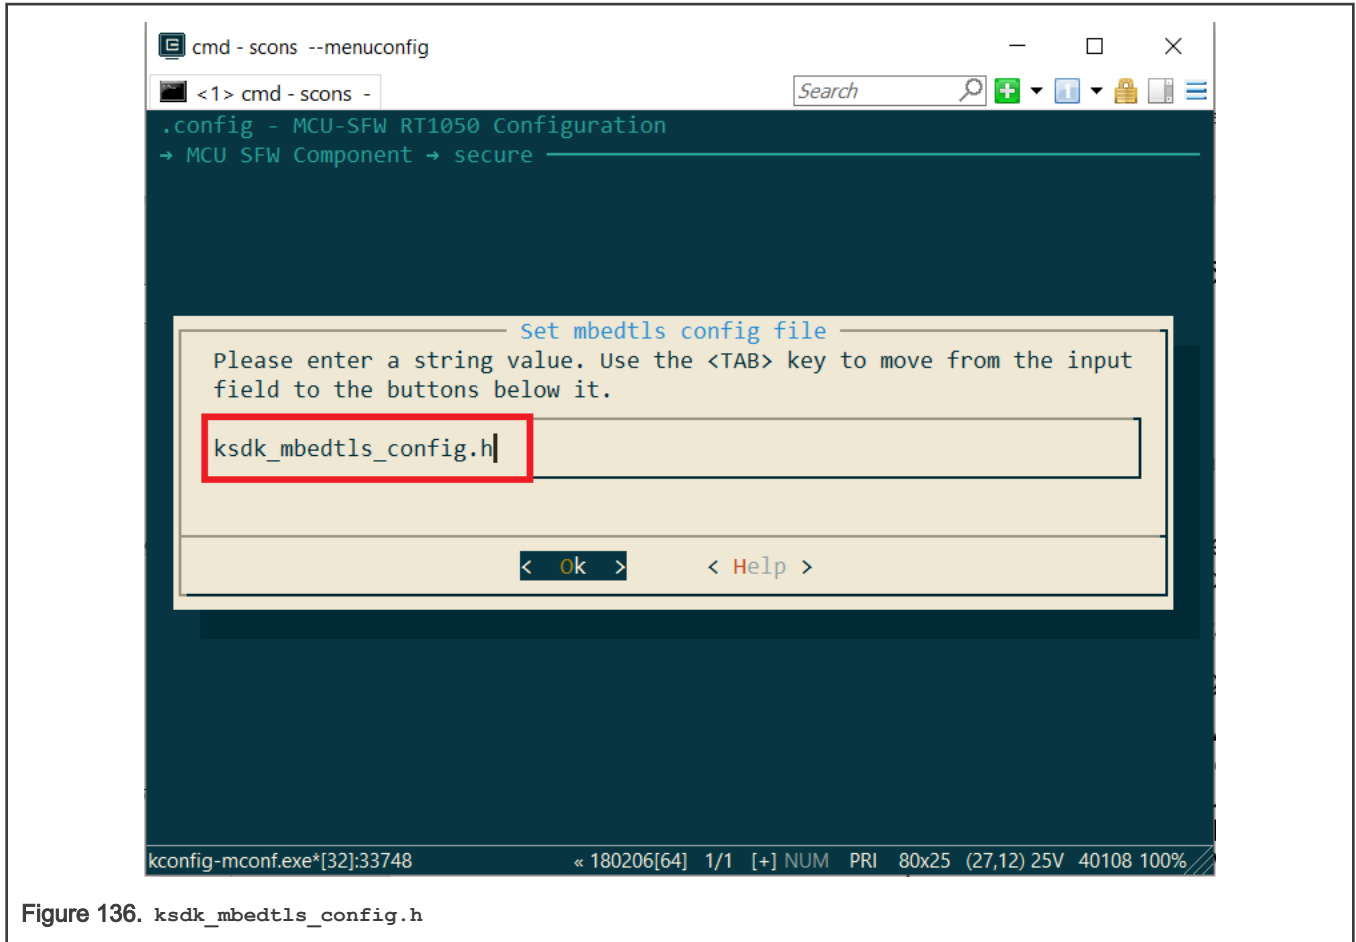 cmd - scons  --menuconfig
<1> cmd - scons  -
Search
.config - MCU-SFW RT1050 Configuration
→ MCU SFW Component → secure
Set mbedtls config file
Please enter a string value. Use the <TAB> key to move from the input
field to the buttons below it.
ksdk_mbedtls_config.h
<  Ok  >    < Help >
kconfig-mconf.exe*[32]:33748    « 180206[64]  1/1  [+] NUM  PRI  80x25  (27,12) 25V  40108 100%
Figure 136. ksdk_mbedtls_config.h